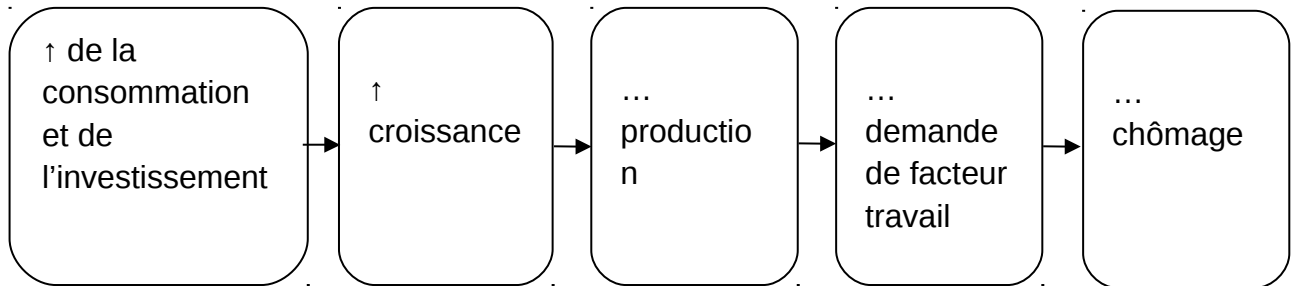 ↑ de la
consommation
et de
l’investissement
↑
croissance
…
productio
n
…
demande
de facteur
travail
…
chômage